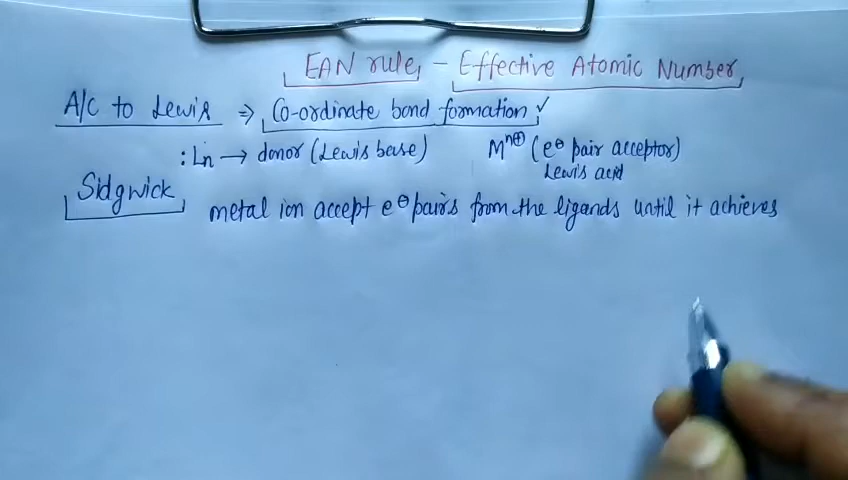 EAN rule, - Effective Atomic Number,
A/c to Lewis ⇒ Co-ordinate bond formation ✓
:Ln → donor (Lewis base) Mⁿ⊕ (e⊖ pair acceptor)
Lewis acid
Sidgwick
metal ion accept e⊖ pairs from the ligands until it achieves